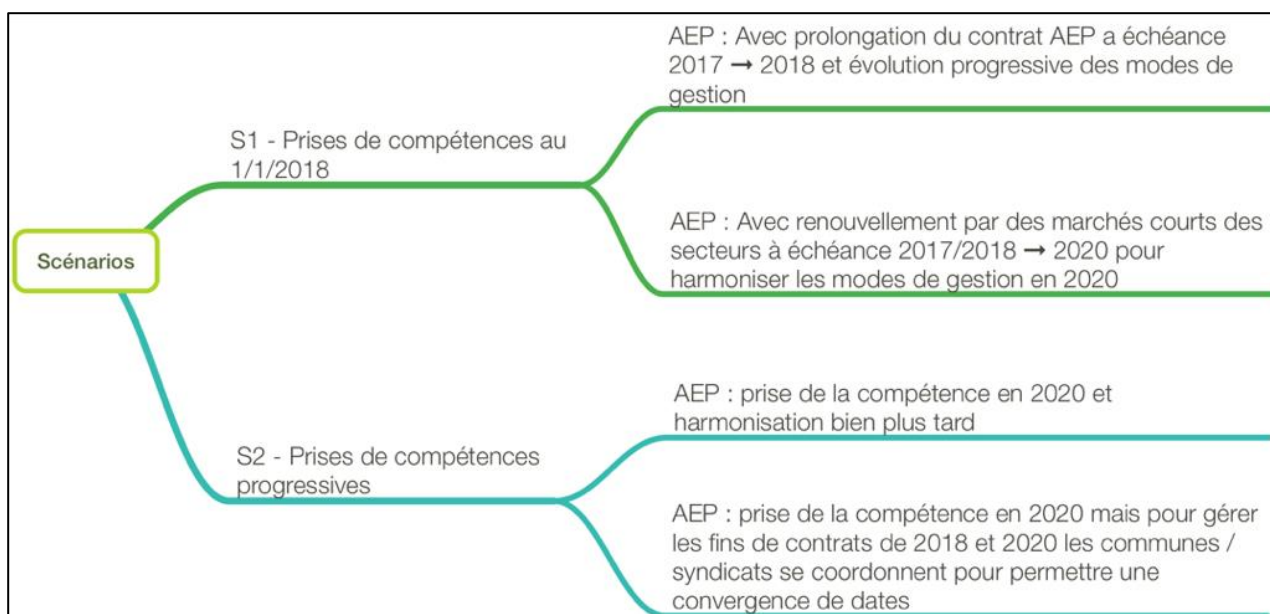 AEP : Avec prolongation du contrat AEP a échéance
2017 → 2018 et évolution progressive des modes de
gestion
S1 - Prises de compétences au
1/1/2018
AEP : Avec renouvellement par des marchés courts des
secteurs à échéance 2017/2018 → 2020 pour
harmoniser les modes de gestion en 2020
Scénarios
AEP : prise de la compétence en 2020 et
harmonisation bien plus tard
S2 - Prises de compétences
progressives
AEP : prise de la compétence en 2020 mais pour gérer
les fins de contrats de 2018 et 2020 les communes /
syndicats se coordonnent pour permettre une
convergence de dates